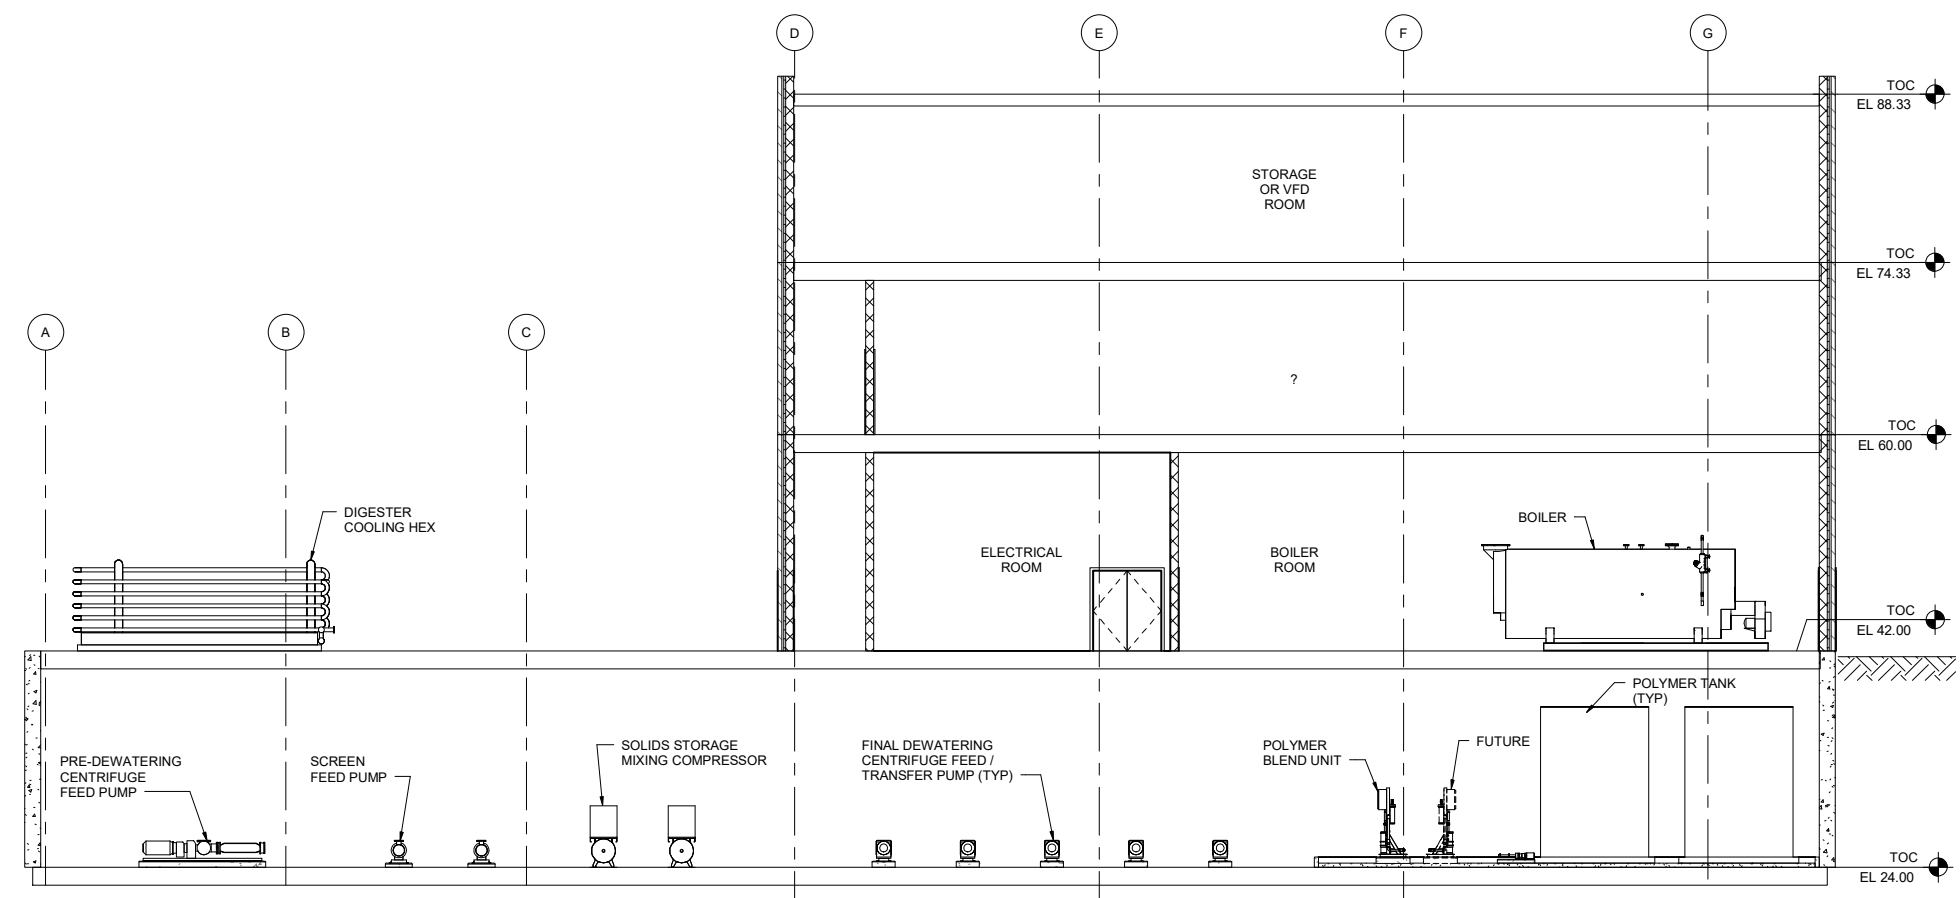 D
E
F
G
TOC
EL 88.33
STORAGE
OR VFD
ROOM
TOC
EL 74.33
A
B
C
?
TOC
EL 60.00
DIGESTER
COOLING HEX
ELECTRICAL
ROOM
BOILER
ROOM
BOILER
TOC
EL 42.00
POLYMER TANK
(TYP)
PRE-DEWATERING
CENTRIFUGE
FEED PUMP
SCREEN
FEED PUMP
SOLIDS STORAGE
MIXING COMPRESSOR
FINAL DEWATERING
CENTRIFUGE FEED /
TRANSFER PUMP (TYP)
POLYMER
BLEND UNIT
FUTURE
TOC
EL 24.00